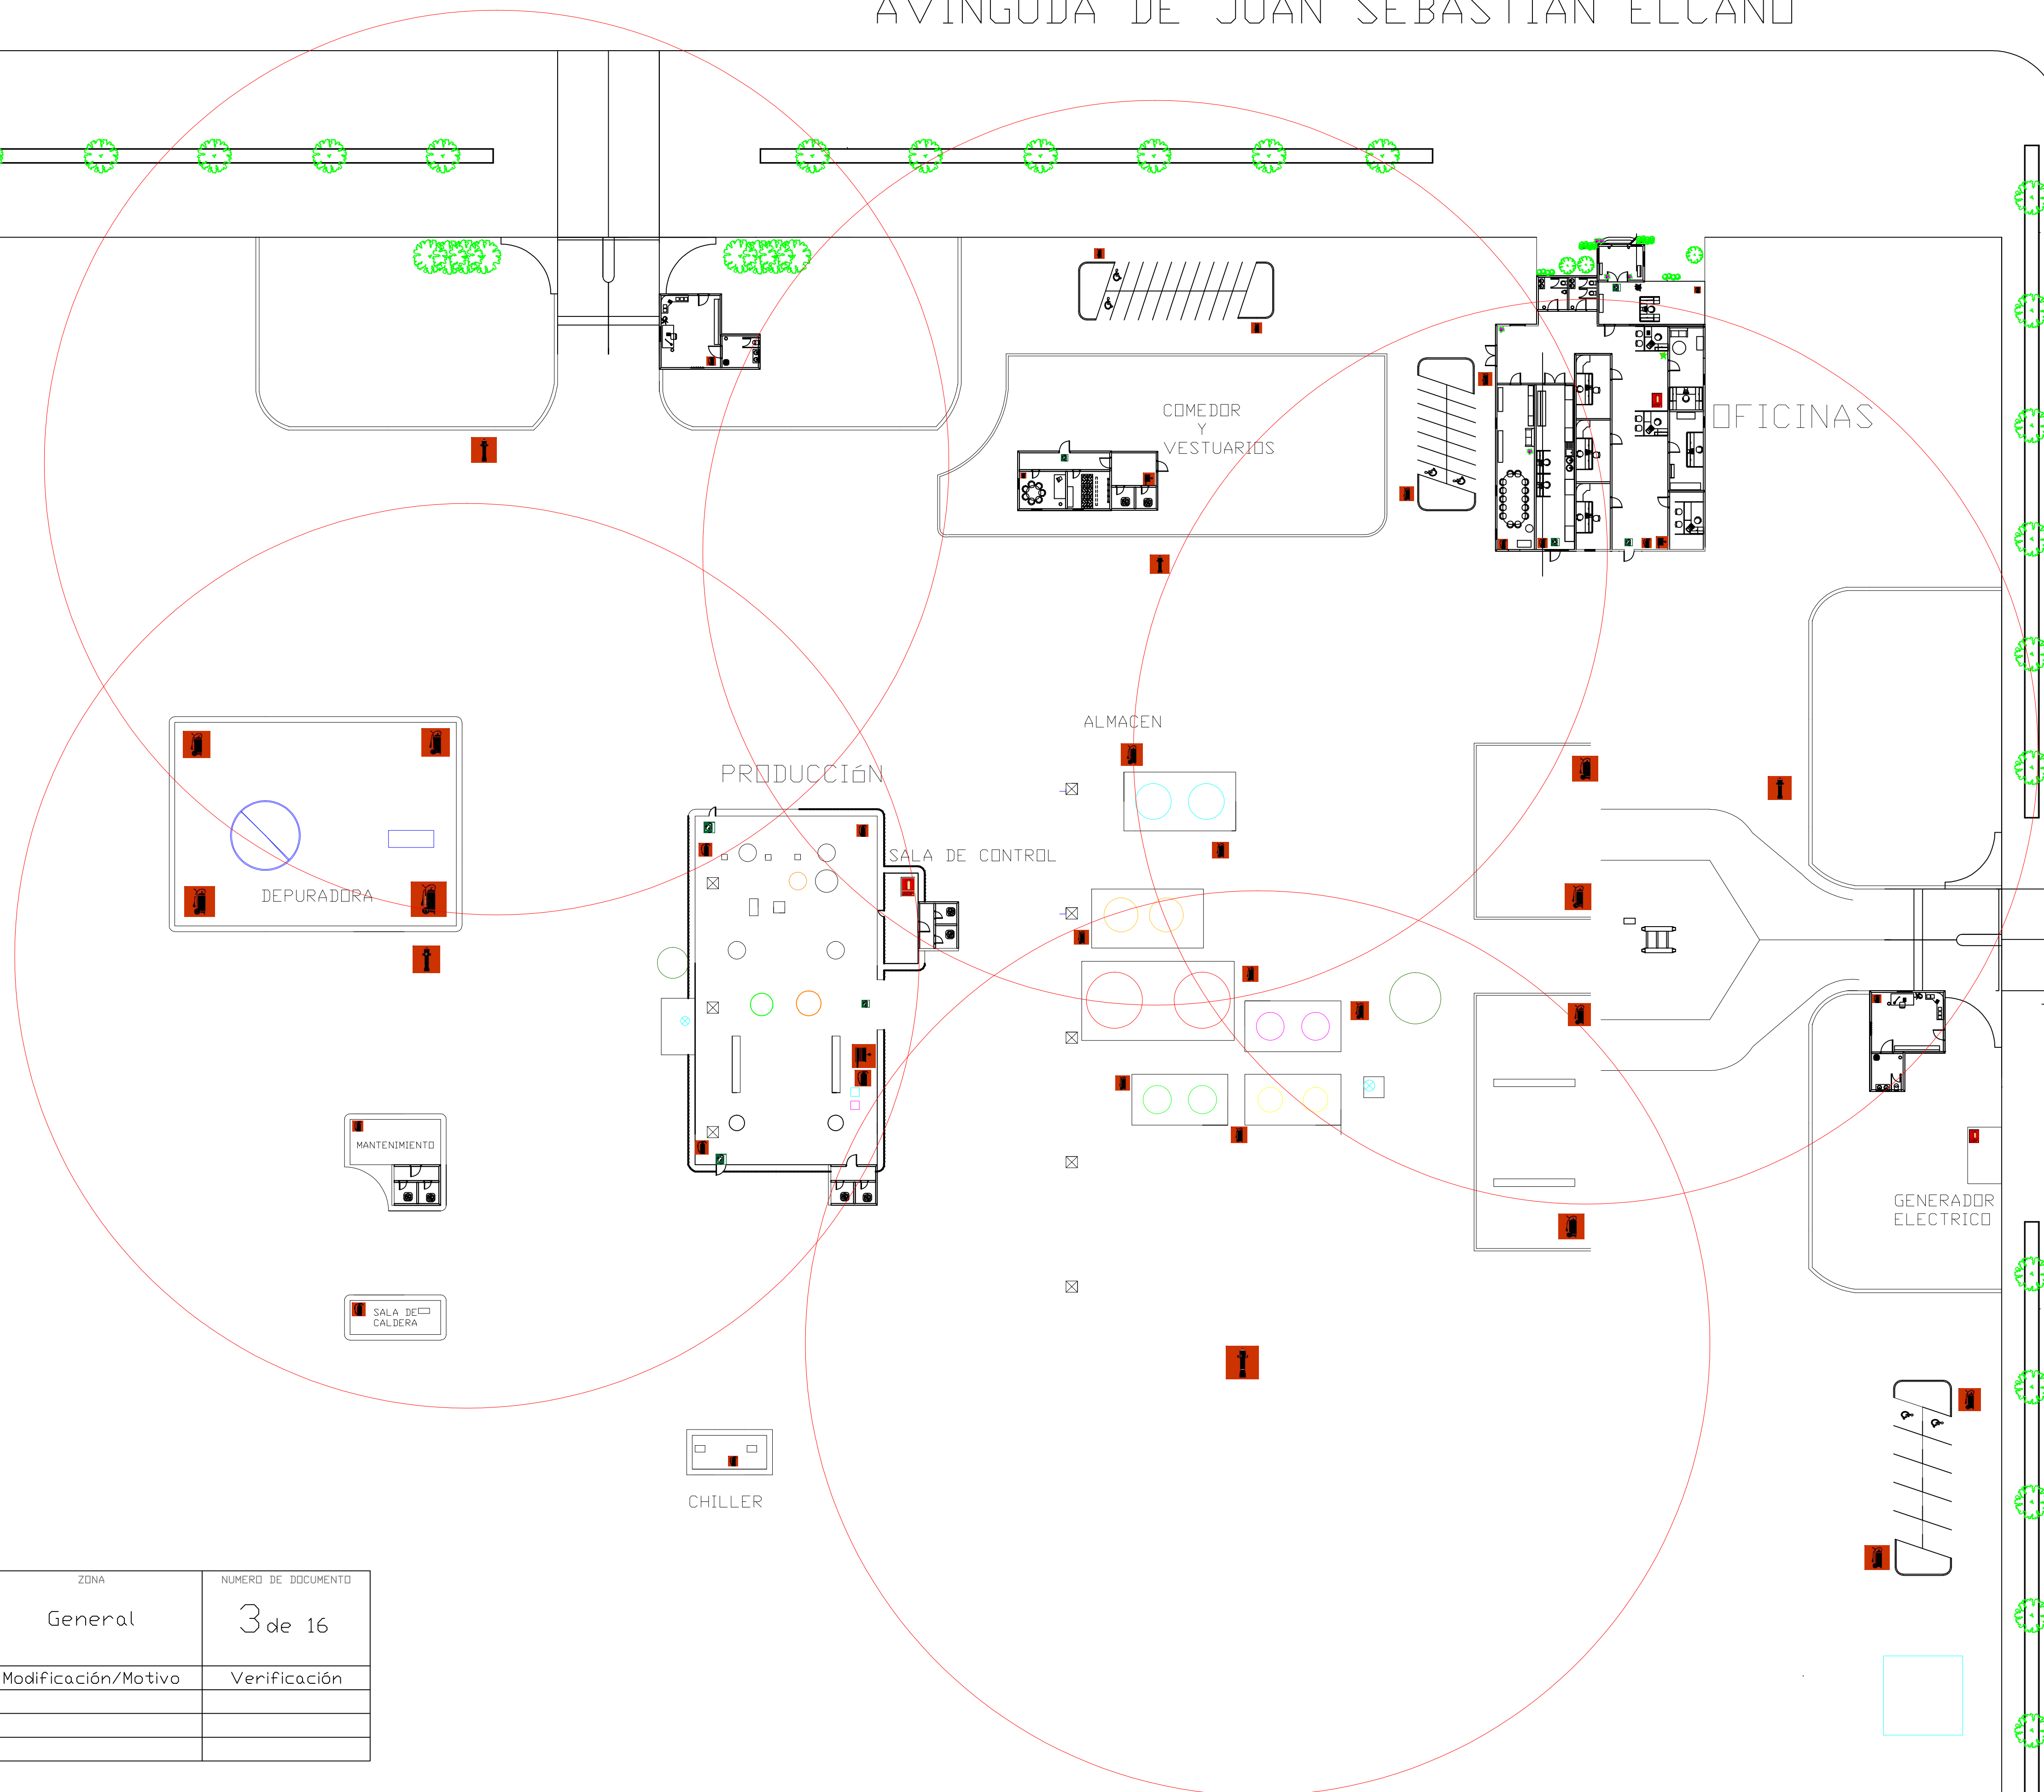 AVINGUDA DE JUAN SEBASTIAN ELCANO
COMEDOR
Y
VESTUARIOS
OFICINAS
ALMACEN
PRODUCCIóN
SALA DE CONTROL
DEPURADORA
MANTENIMIENTO
GENERADOR
ELECTRICO
SALA DE
CALDERA
CHILLER
ZONA
NUMERO DE DOCUMENTO
General
3 de 16
Modificación/Motivo
Verificación